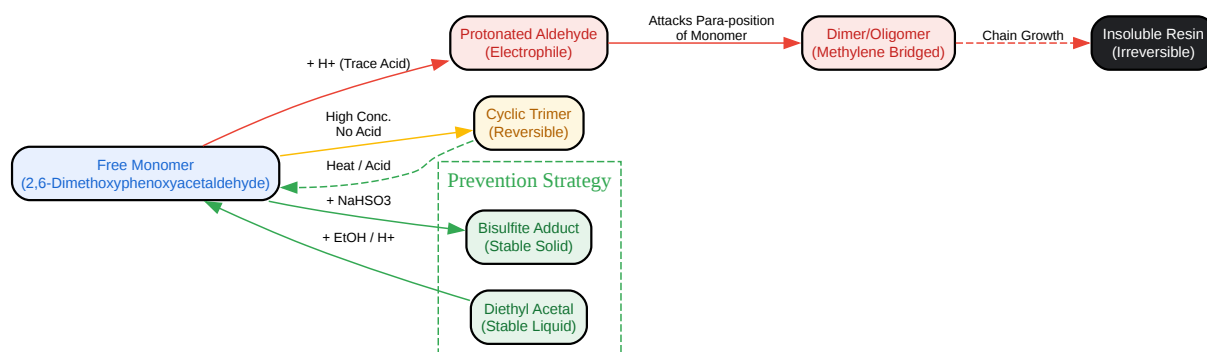 Protonated Aldehyde
(Electrophile)
Attacks Para-position
of Monomer
Dimer/Oligomer
(Methylene Bridged)
Chain Growth
Insoluble Resin
(Irreversible)
+ H+ (Trace Acid)
High Conc.
No Acid
Cyclic Trimer
(Reversible)
Free Monomer
(2,6-Dimethoxyphenoxyacetaldehyde)
Heat / Acid
Prevention Strategy
+ NaHSO3
Bisulfite Adduct
(Stable Solid)
+ EtOH / H+
Diethyl Acetal
(Stable Liquid)